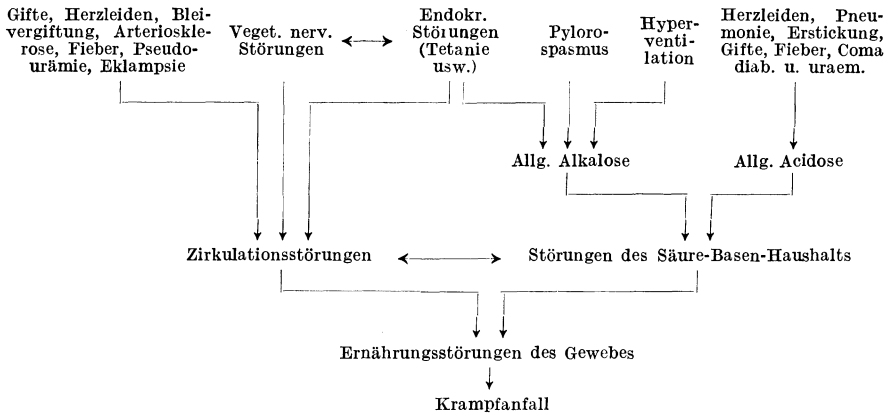 Gifte, Herzleiden, Blei-
vergiftung, Arterioskle-
rose, Fieber, Pseudo-
urämie, Eklampsie
Veget. nerv.
Störungen
Endokr.
Störungen
(Tetanie
usw.)
Pyloro-
spasmus
Hyper-
venti-
lation
Herzleiden, Pneu-
monie, Erstickung,
Gifte, Fieber, Coma
diab. u. uraem.
Allg. Alkalose
Allg. Acidose
Zirkulationsstörungen
Störungen des Säure-Basen-Haushalts
Ernährungsstörungen des Gewebes
Krampfanfall